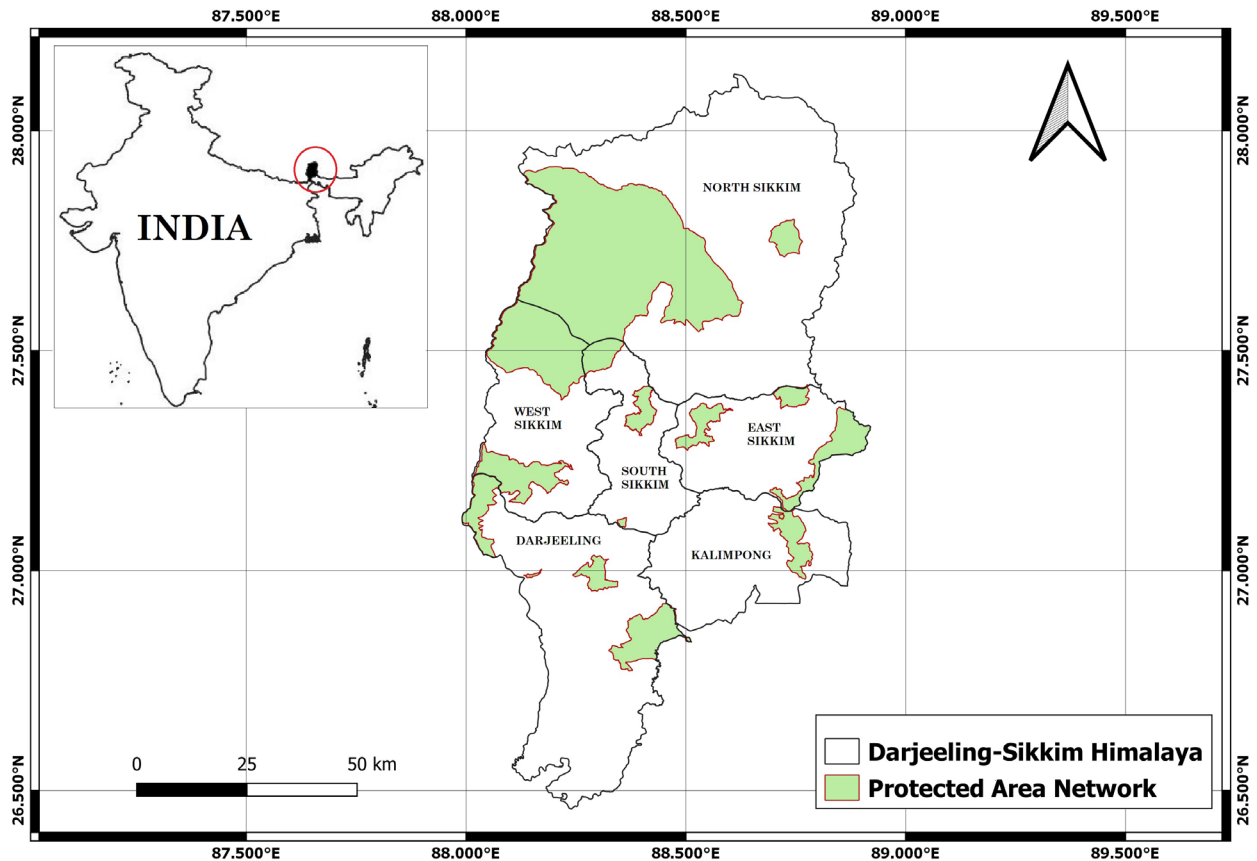 87.500°E 88.000°E 88.500°E 89.000°E 89.500°E
28.000°N 28.000°N
INDIA
NORTH SIKKIM
27.500°N 27.500°N
WEST
SIKKIM
EAST
SIKKIM
SOUTH
SIKKIM
DARJEELING
KALIMPONG
27.000°N 27.000°N
Darjeeling-Sikkim Himalaya
Protected Area Network
0 25 50 km
26.500°N 26.500°N
87.500°E 88.000°E 88.500°E 89.000°E 89.500°E